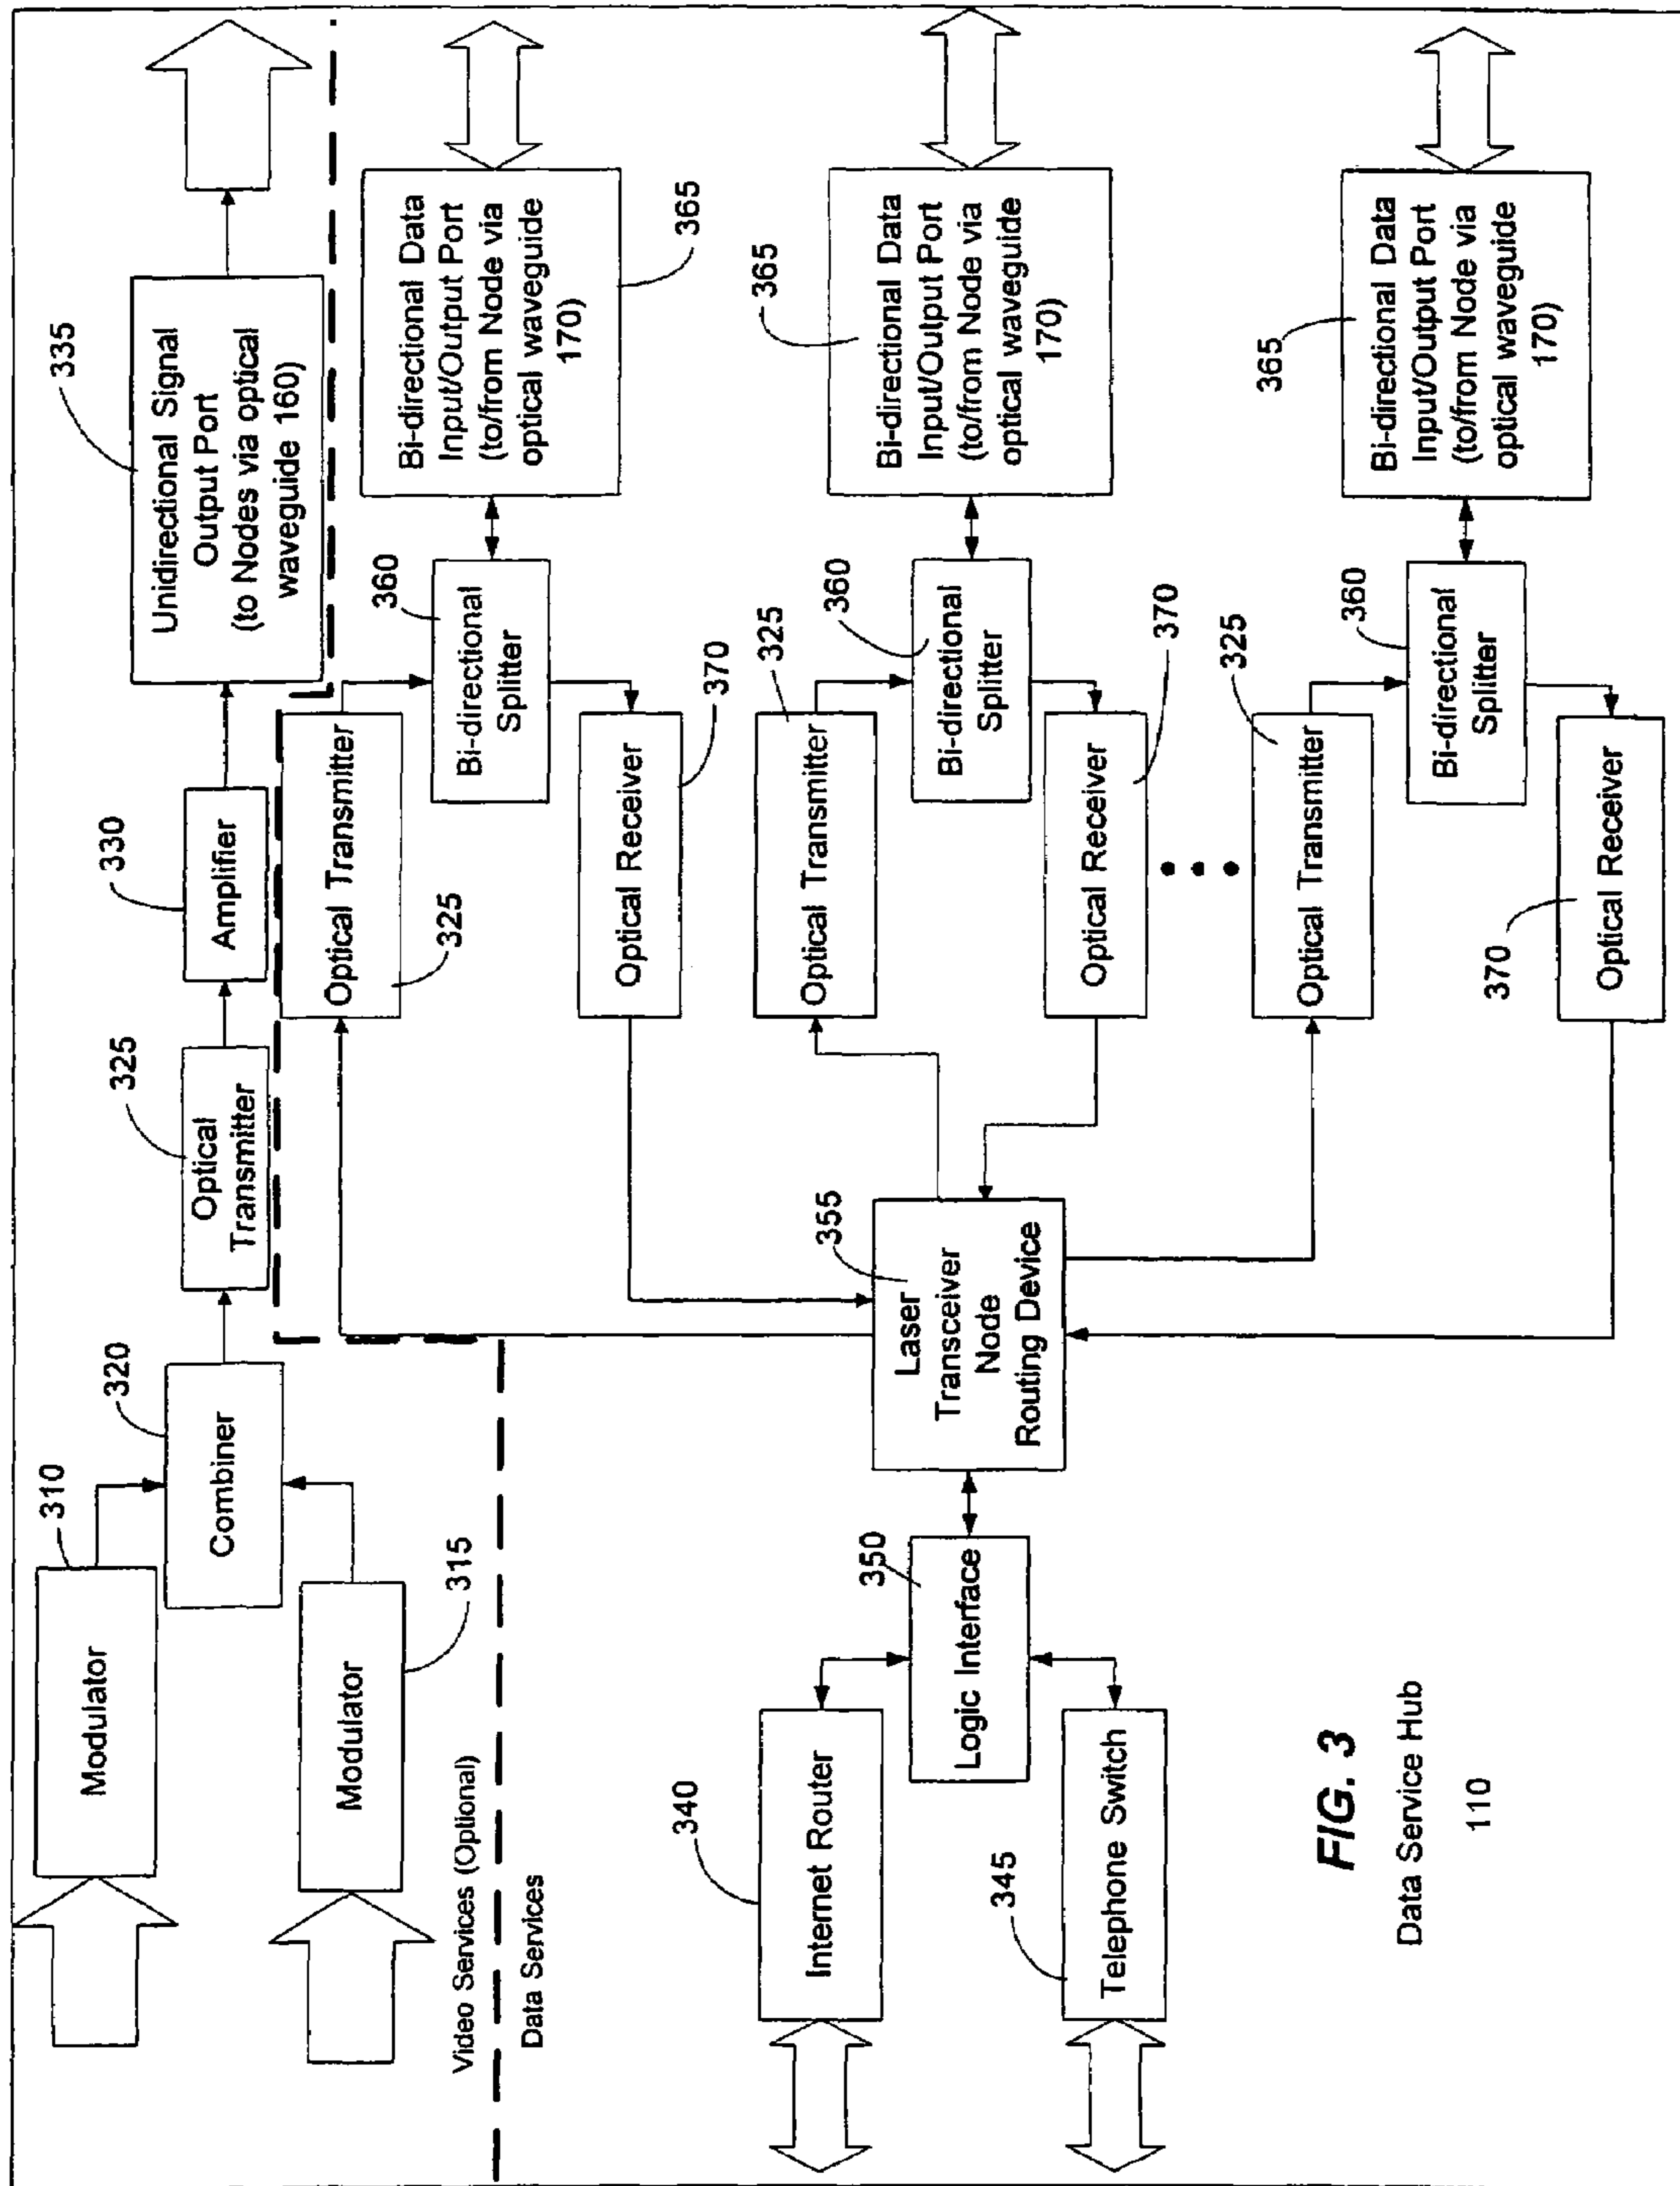 310
Modulator
320
Combiner
Modulator
315
325
Optical
Transmitter
330
Amplifier
335
Unidirectional Signal
Output Port
(to Nodes via optical
waveguide 160)
Video Services (Optional)
Data Services
Optical Transmitter
325
360
Bi-directional
Splitter
Bi-directional Data
Input/Output Port
(to/from Node via
optical waveguide
170)
365
Optical Receiver
370
340
Internet Router
350
Logic Interface
345
Telephone Switch
355
Laser
Transceiver
Node
Routing Device
325
Optical Transmitter
360
Bi-directional
Splitter
365
Bi-directional Data
Input/Output Port
(to/from Node via
optical waveguide
170)
Optical Receiver
370
325
Optical Transmitter
360
Bi-directional
Splitter
365
Bi-directional Data
Input/Output Port
(to/from Node via
optical waveguide
170)
370
Optical Receiver
FIG. 3
Data Service Hub
110